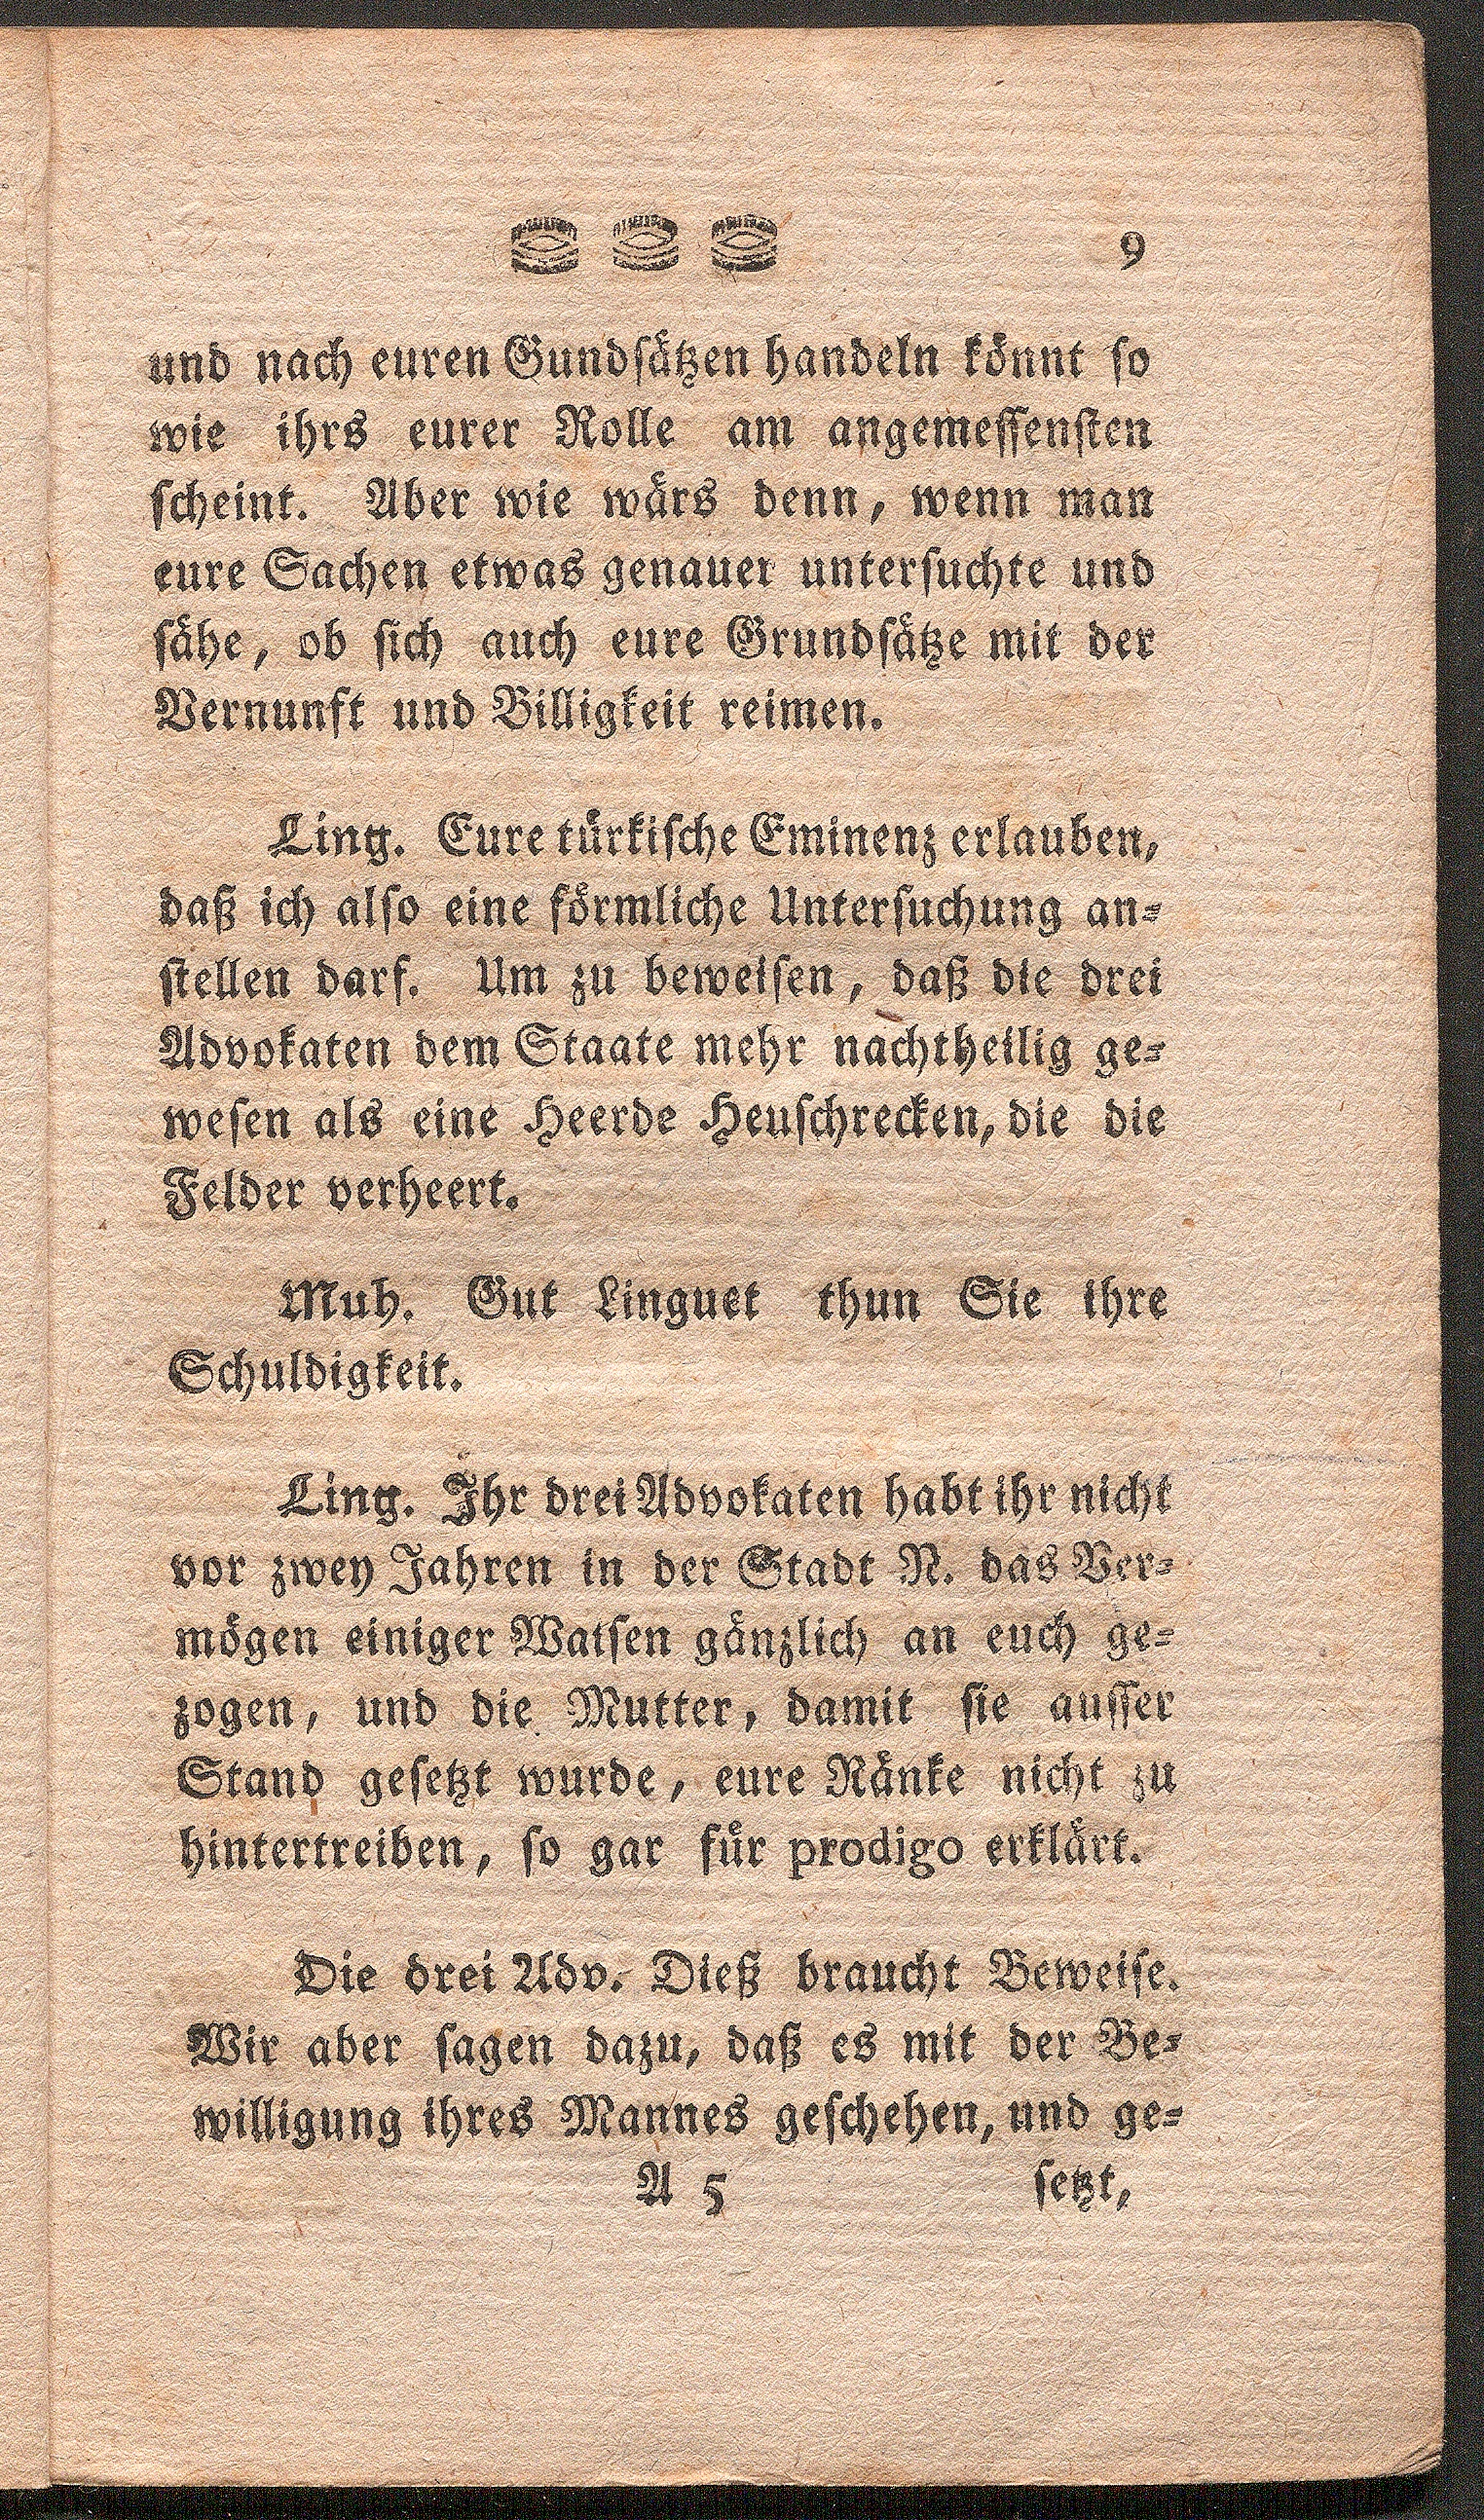 9
und nach euren Gundſätzen handeln könnt ſo
wie ihrs eurer Rolle am angemeſſenſten
ſcheint. Aber wie wärs denn, wenn man
eure Sachen etwas genauer unterſuchte und
ſähe, ob ſich auch eure Grundſätze mit der
Vernunft und Billigkeit reimen.
Ling. Eure türkiſche Eminenz erlauben,
daß ich alſo eine förmliche Unterſuchung an⸗
ſtellen darf. Um zu beweiſen, daß die drei
Advokaten dem Staate mehr nachtheilig ge⸗
weſen als eine Heerde Heuſchrecken, die die
Felder verheert.
Muh. Gut Linguet thun Sie ihre
Schuldigkeit.
Ling. Ihr drei Advokaten habt ihr nicht
vor zwey Jahren in der Stadt N. das Ver⸗
mögen einiger Waiſen gänzlich an euch ge⸗
zogen, und die Mutter, damit ſie auſſer
Stand geſetzt wurde, eure Ränke nicht zu
hintertreiben, ſo gar für prodigo erklärt.
Die drei Adv. Dieß braucht Beweiſe.
Wir aber ſagen dazu, daß es mit der Be⸗
willigung ihres Mannes geſchehen, und ge⸗
A 5 ſetzt,